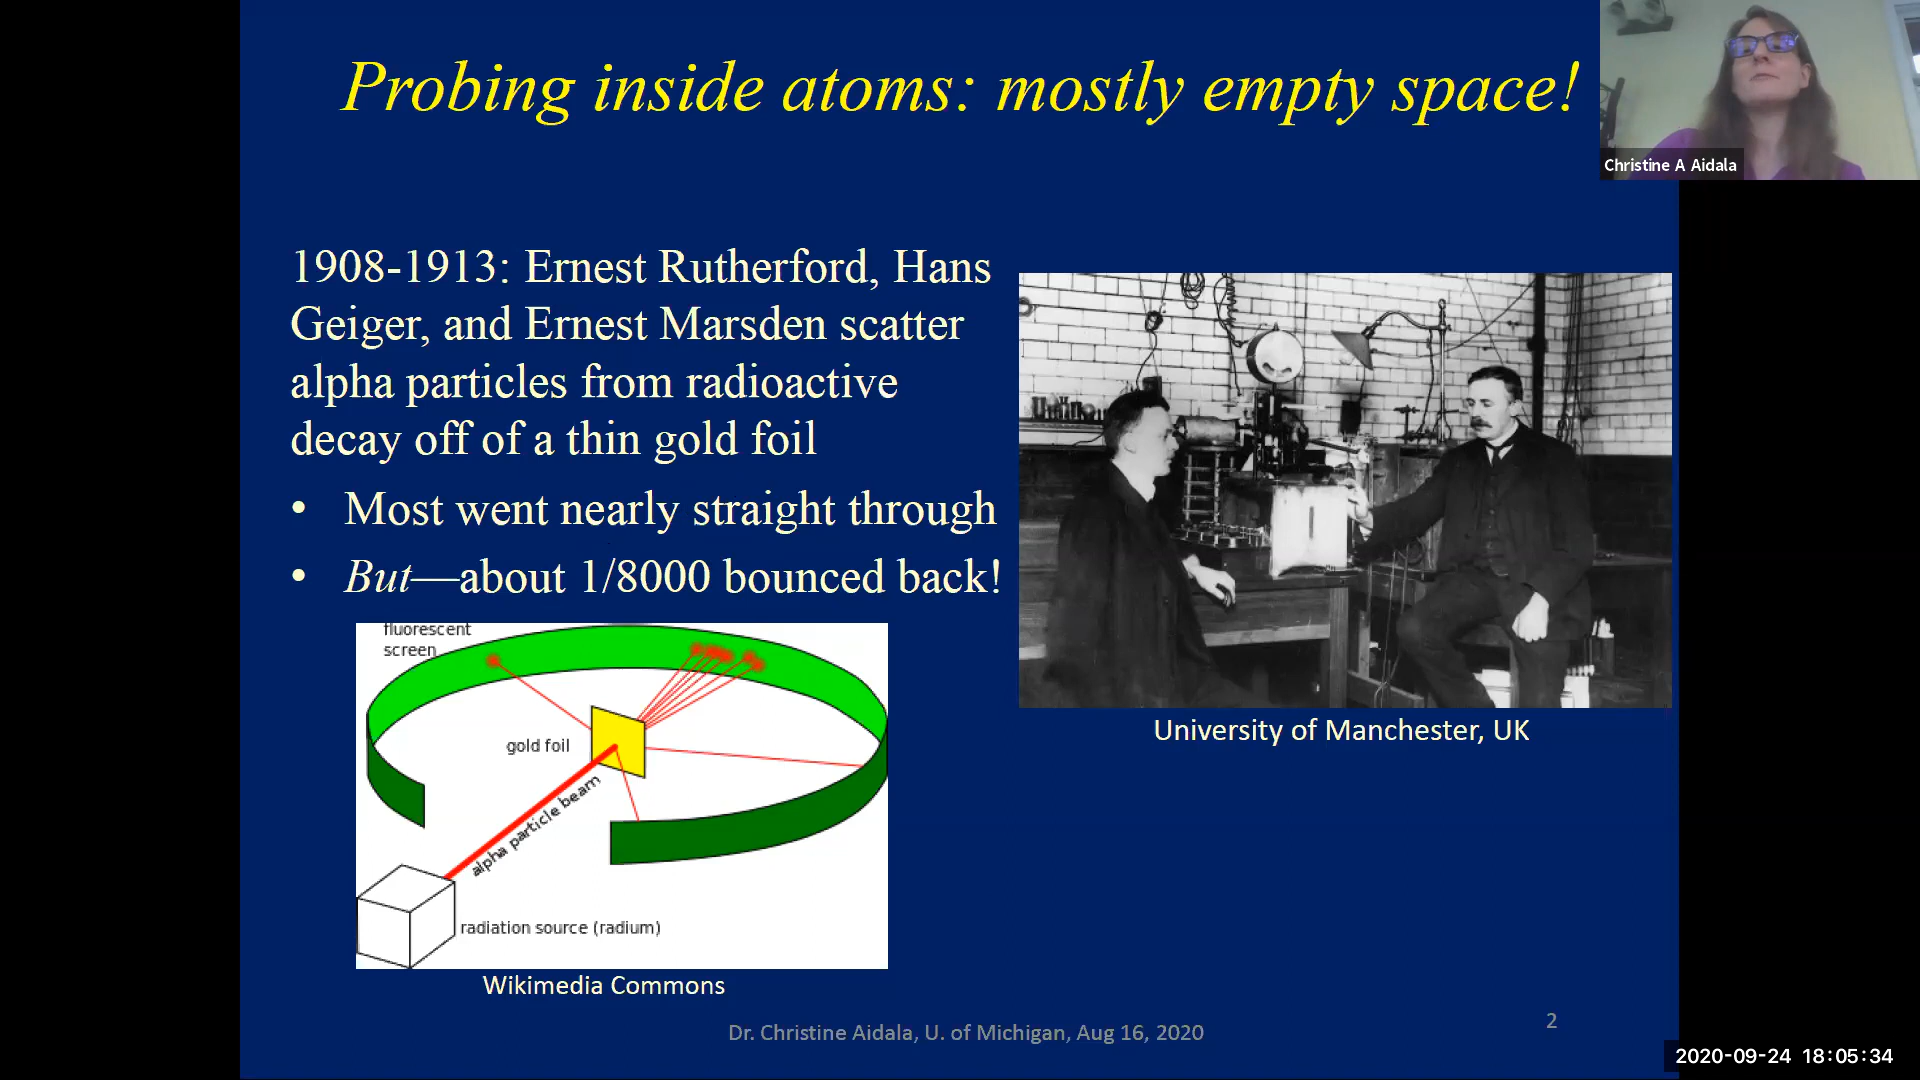 Probing inside atoms: mostly empty space!
Christine A Aidala
1908-1913: Ernest Rutherford, Hans
Geiger, and Ernest Marsden scatter
alpha particles from radioactive
decay off of a thin gold foil
• Most went nearly straight through
• But—about 1/8000 bounced back!
fluorescent
screen
gold foil
alpha particle beam
radiation source (radium)
Wikimedia Commons
University of Manchester, UK
Dr. Christine Aidala, U. of Michigan, Aug 16, 2020
2
2020-09-24 18:05:34